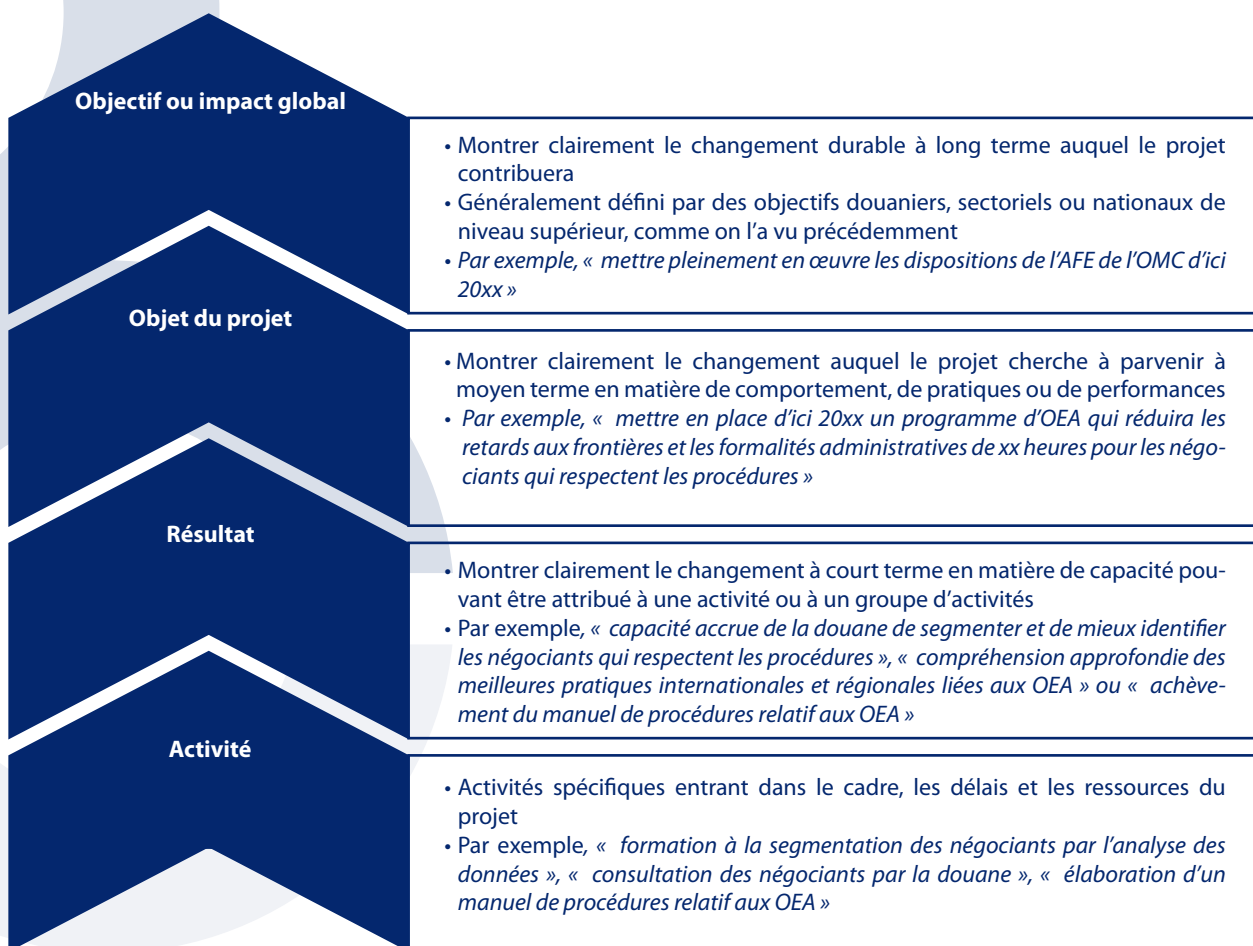 Objectif ou impact global
• Montrer clairement le changement durable à long terme auquel le projet
contribuera
• Généralement défini par des objectifs douaniers, sectoriels ou nationaux de
niveau supérieur, comme on l'a vu précédemment
• Par exemple, « mettre pleinement en œuvre les dispositions de l'AFE de l'OMC d'ici
20xx »
Objet du projet
• Montrer clairement le changement auquel le projet cherche à parvenir à
moyen terme en matière de comportement, de pratiques ou de performances
• Par exemple, « mettre en place d'ici 20xx un programme d'OEA qui réduira les
retards aux frontières et les formalités administratives de xx heures pour les négo-
ciants qui respectent les procédures »
Résultat
• Montrer clairement le changement à court terme en matière de capacité pou-
vant être attribué à une activité ou à un groupe d'activités
• Par exemple, « capacité accrue de la douane de segmenter et de mieux identifier
les négociants qui respectent les procédures », « compréhension approfondie des
meilleures pratiques internationales et régionales liées aux OEA » ou « achève-
ment du manuel de procédures relatif aux OEA »
Activité
• Activités spécifiques entrant dans le cadre, les délais et les ressources du
projet
• Par exemple, « formation à la segmentation des négociants par l'analyse des
données », « consultation des négociants par la douane », « élaboration d'un
manuel de procédures relatif aux OEA »